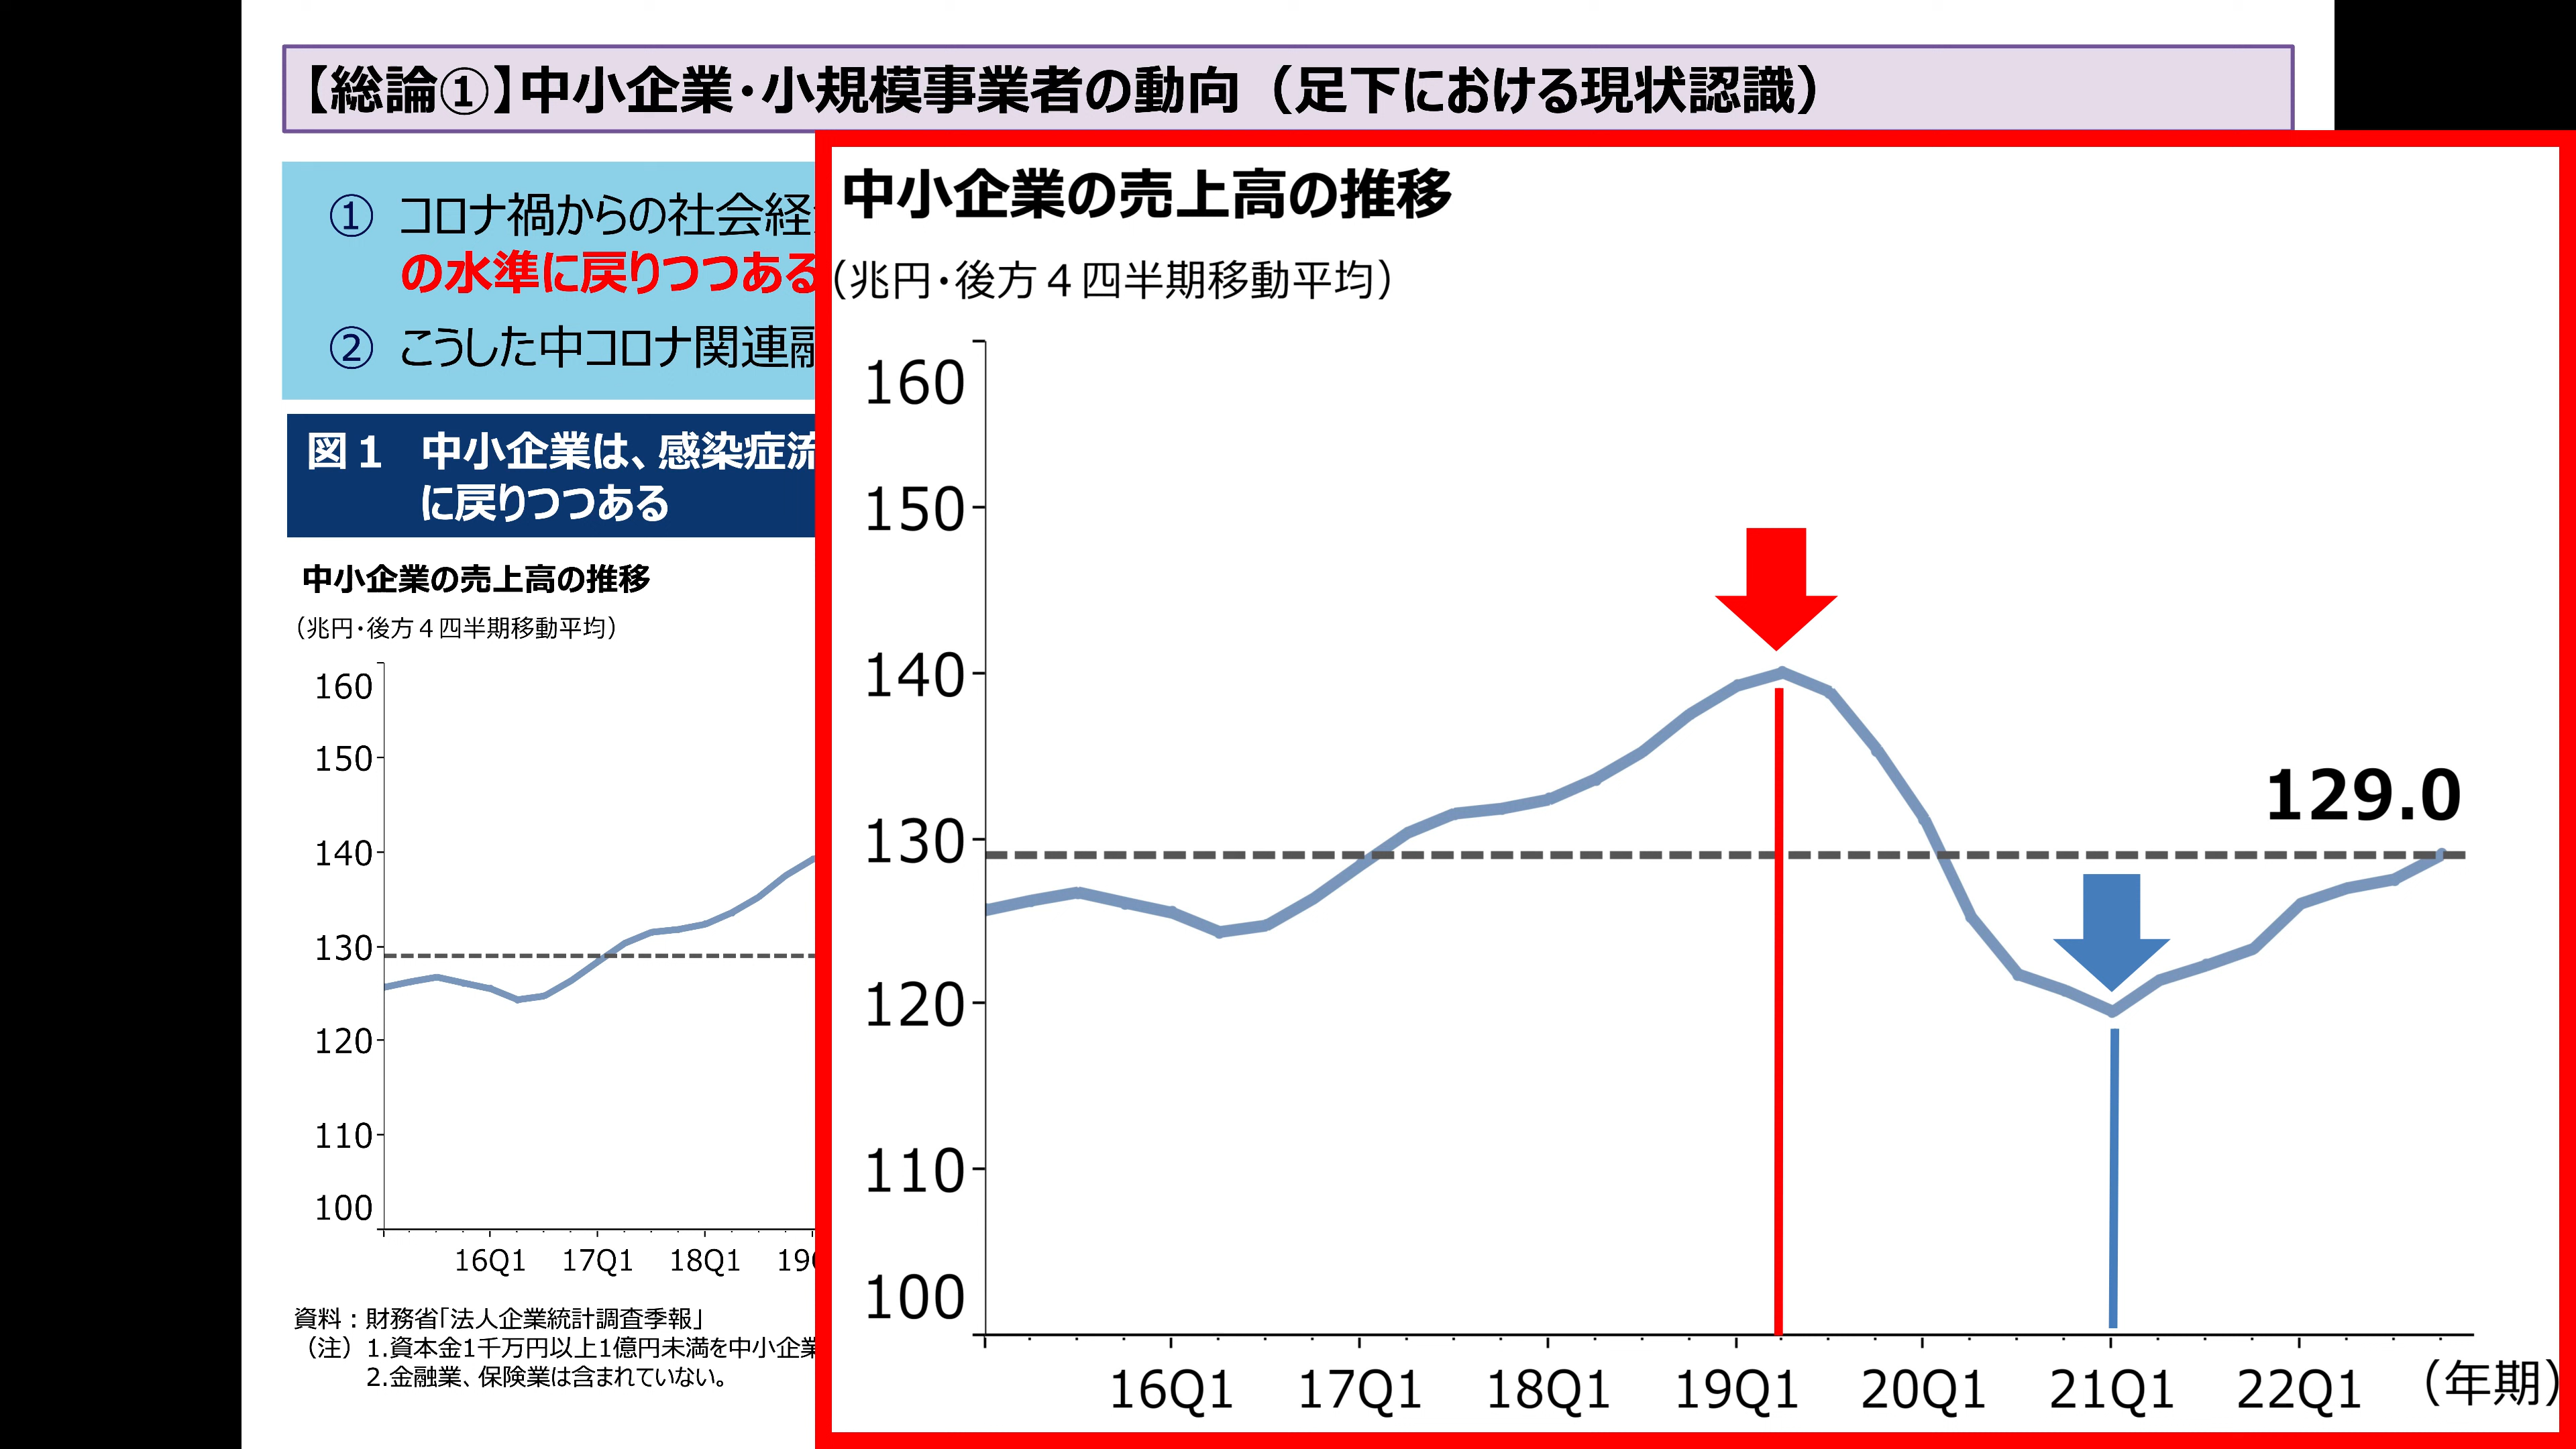 【総論①】中小企業・小規模事業者の動向（足下における現状認識）
① コロナ禍からの社会経
の水準に戻りつつある
② こうした中コロナ関連融
図1 中小企業は、感染症流
に戻りつつある
中小企業の売上高の推移
（兆円・後方４四半期移動平均）
160
150
140
130
120
110
100
16Q1 17Q1 18Q1 19
資料：財務省「法人企業統計調査季報」
（注）1.資本金1千万円以上1億円未満を中小企業
2.金融業、保険業は含まれていない。
中小企業の売上高の推移
（兆円・後方４四半期移動平均）
160
150
140
130
120
110
100
129.0
16Q1 17Q1 18Q1 19Q1 20Q1 21Q1 22Q1 （年期）